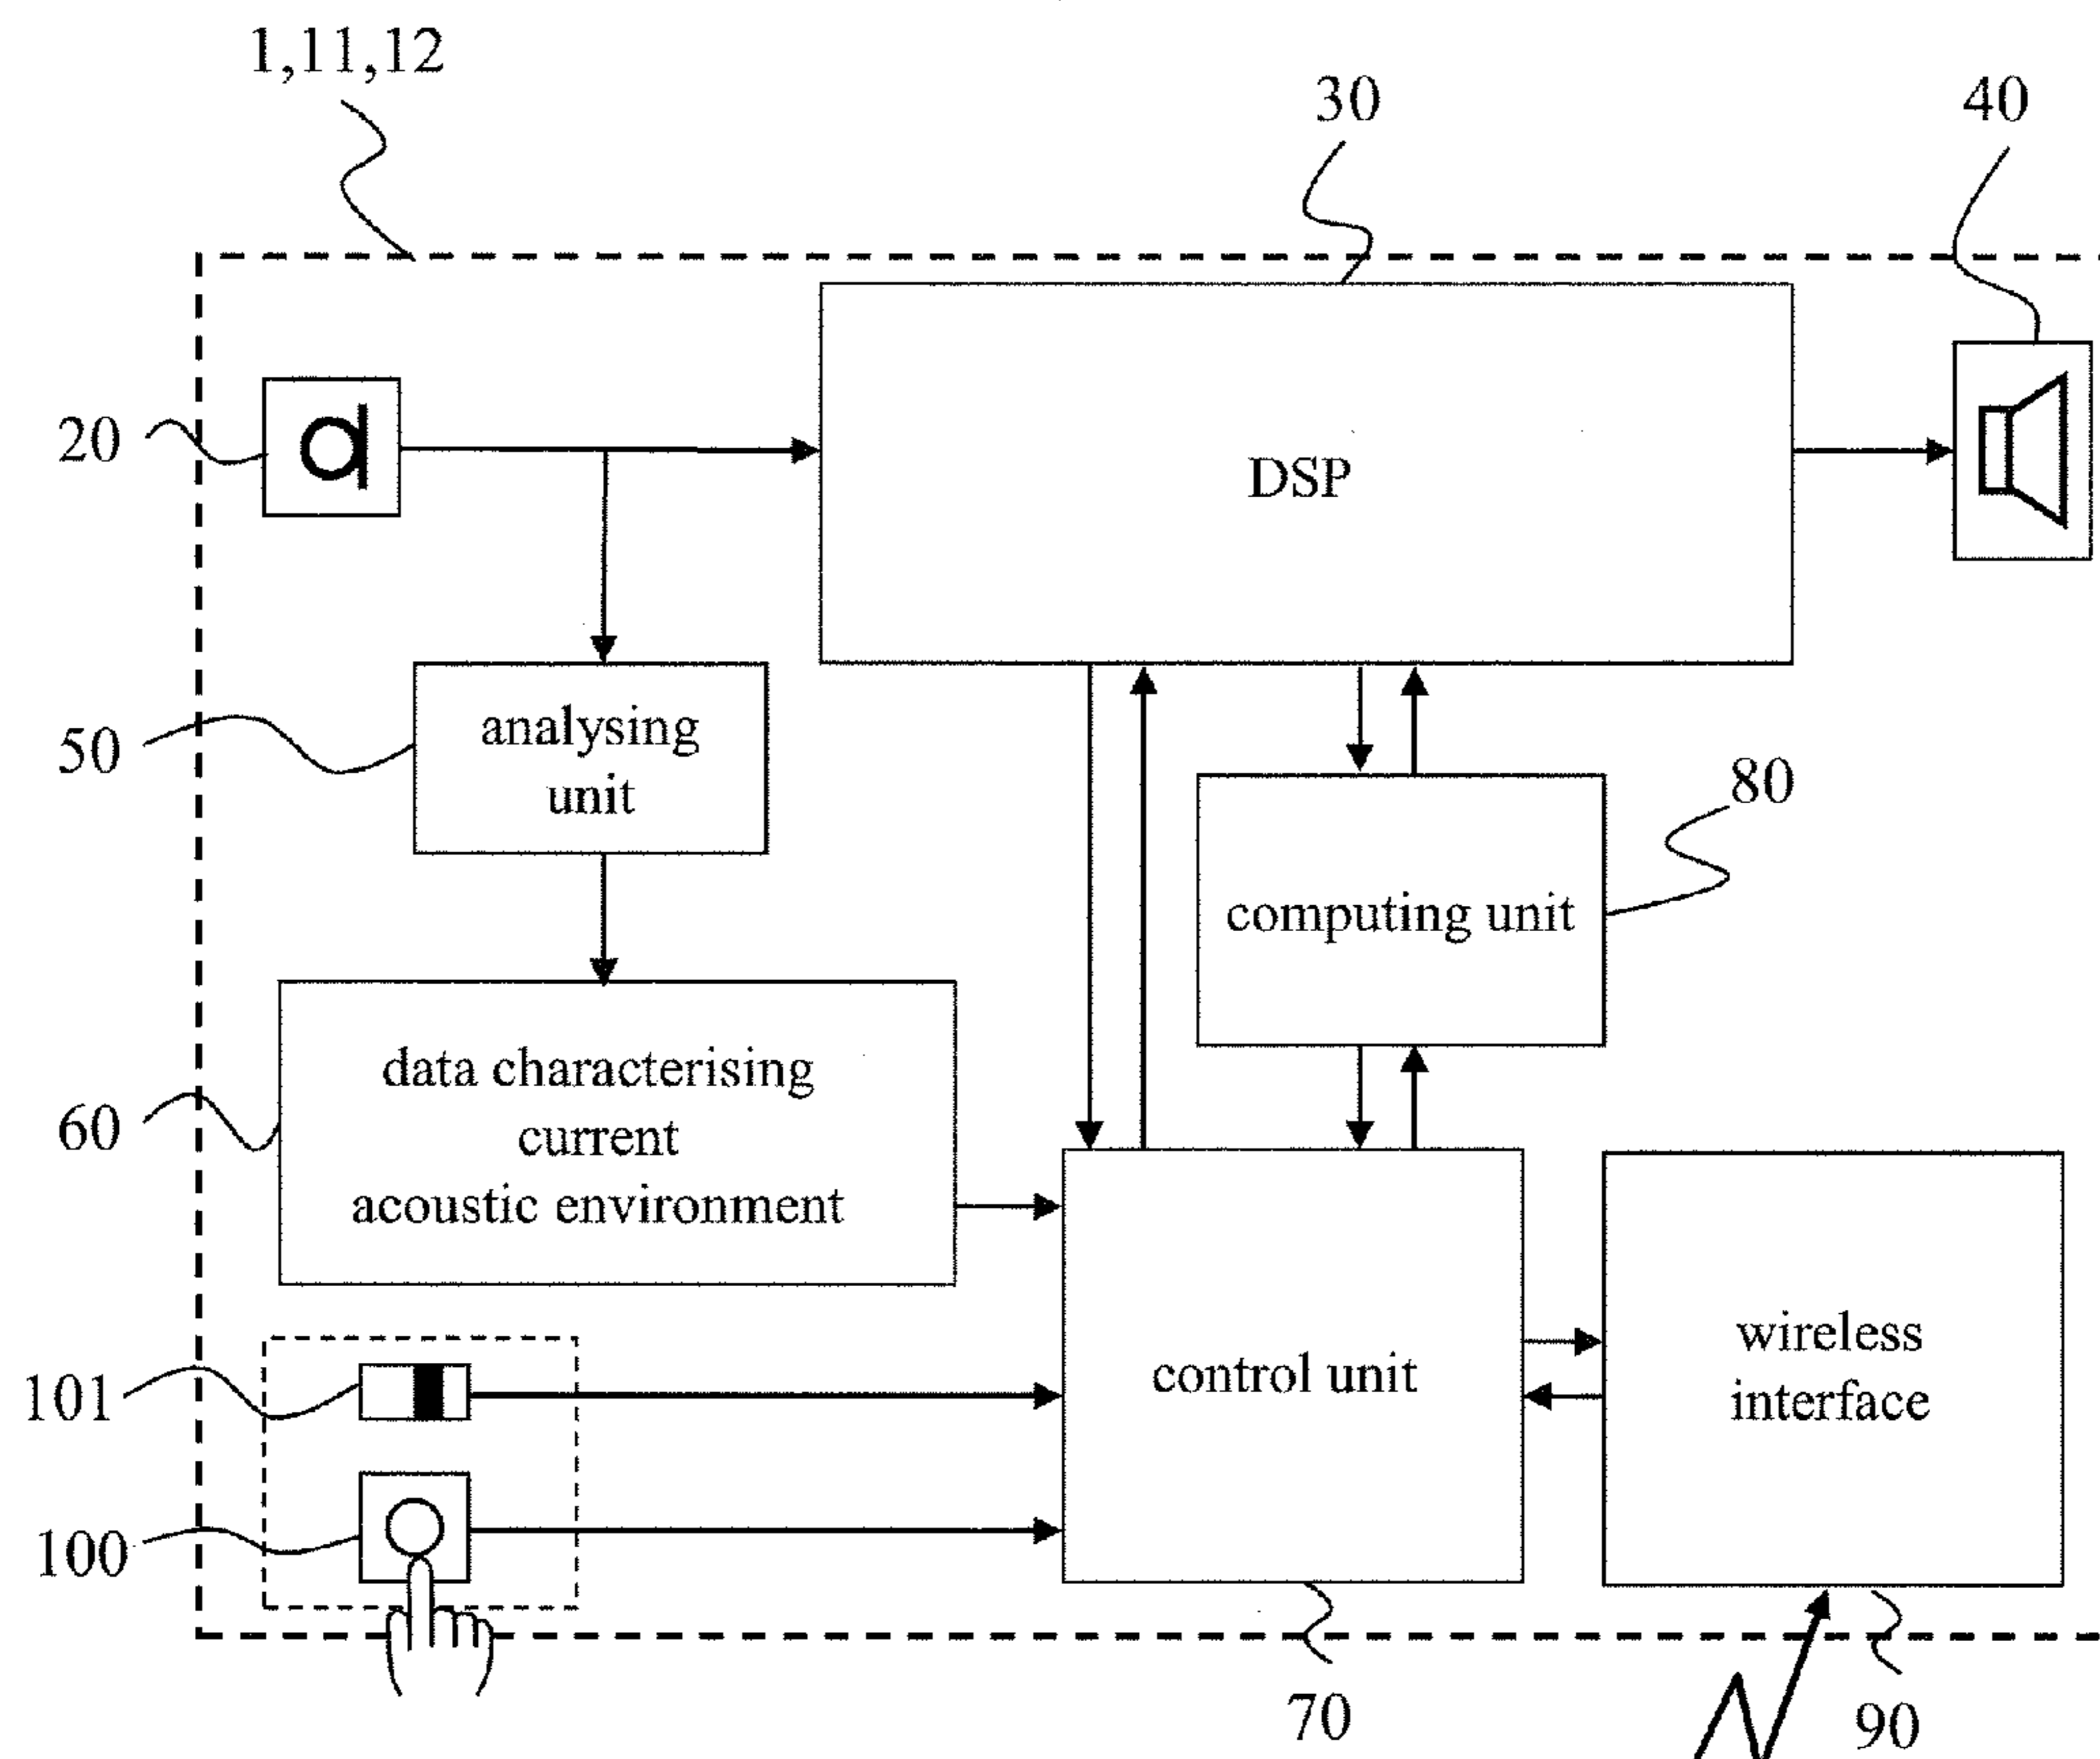 1,11,12
30
40
20
DSP
50
analysing
unit
80
computing unit
60
data characterising
current
acoustic environment
101
control unit
wireless
interface
100
70
90